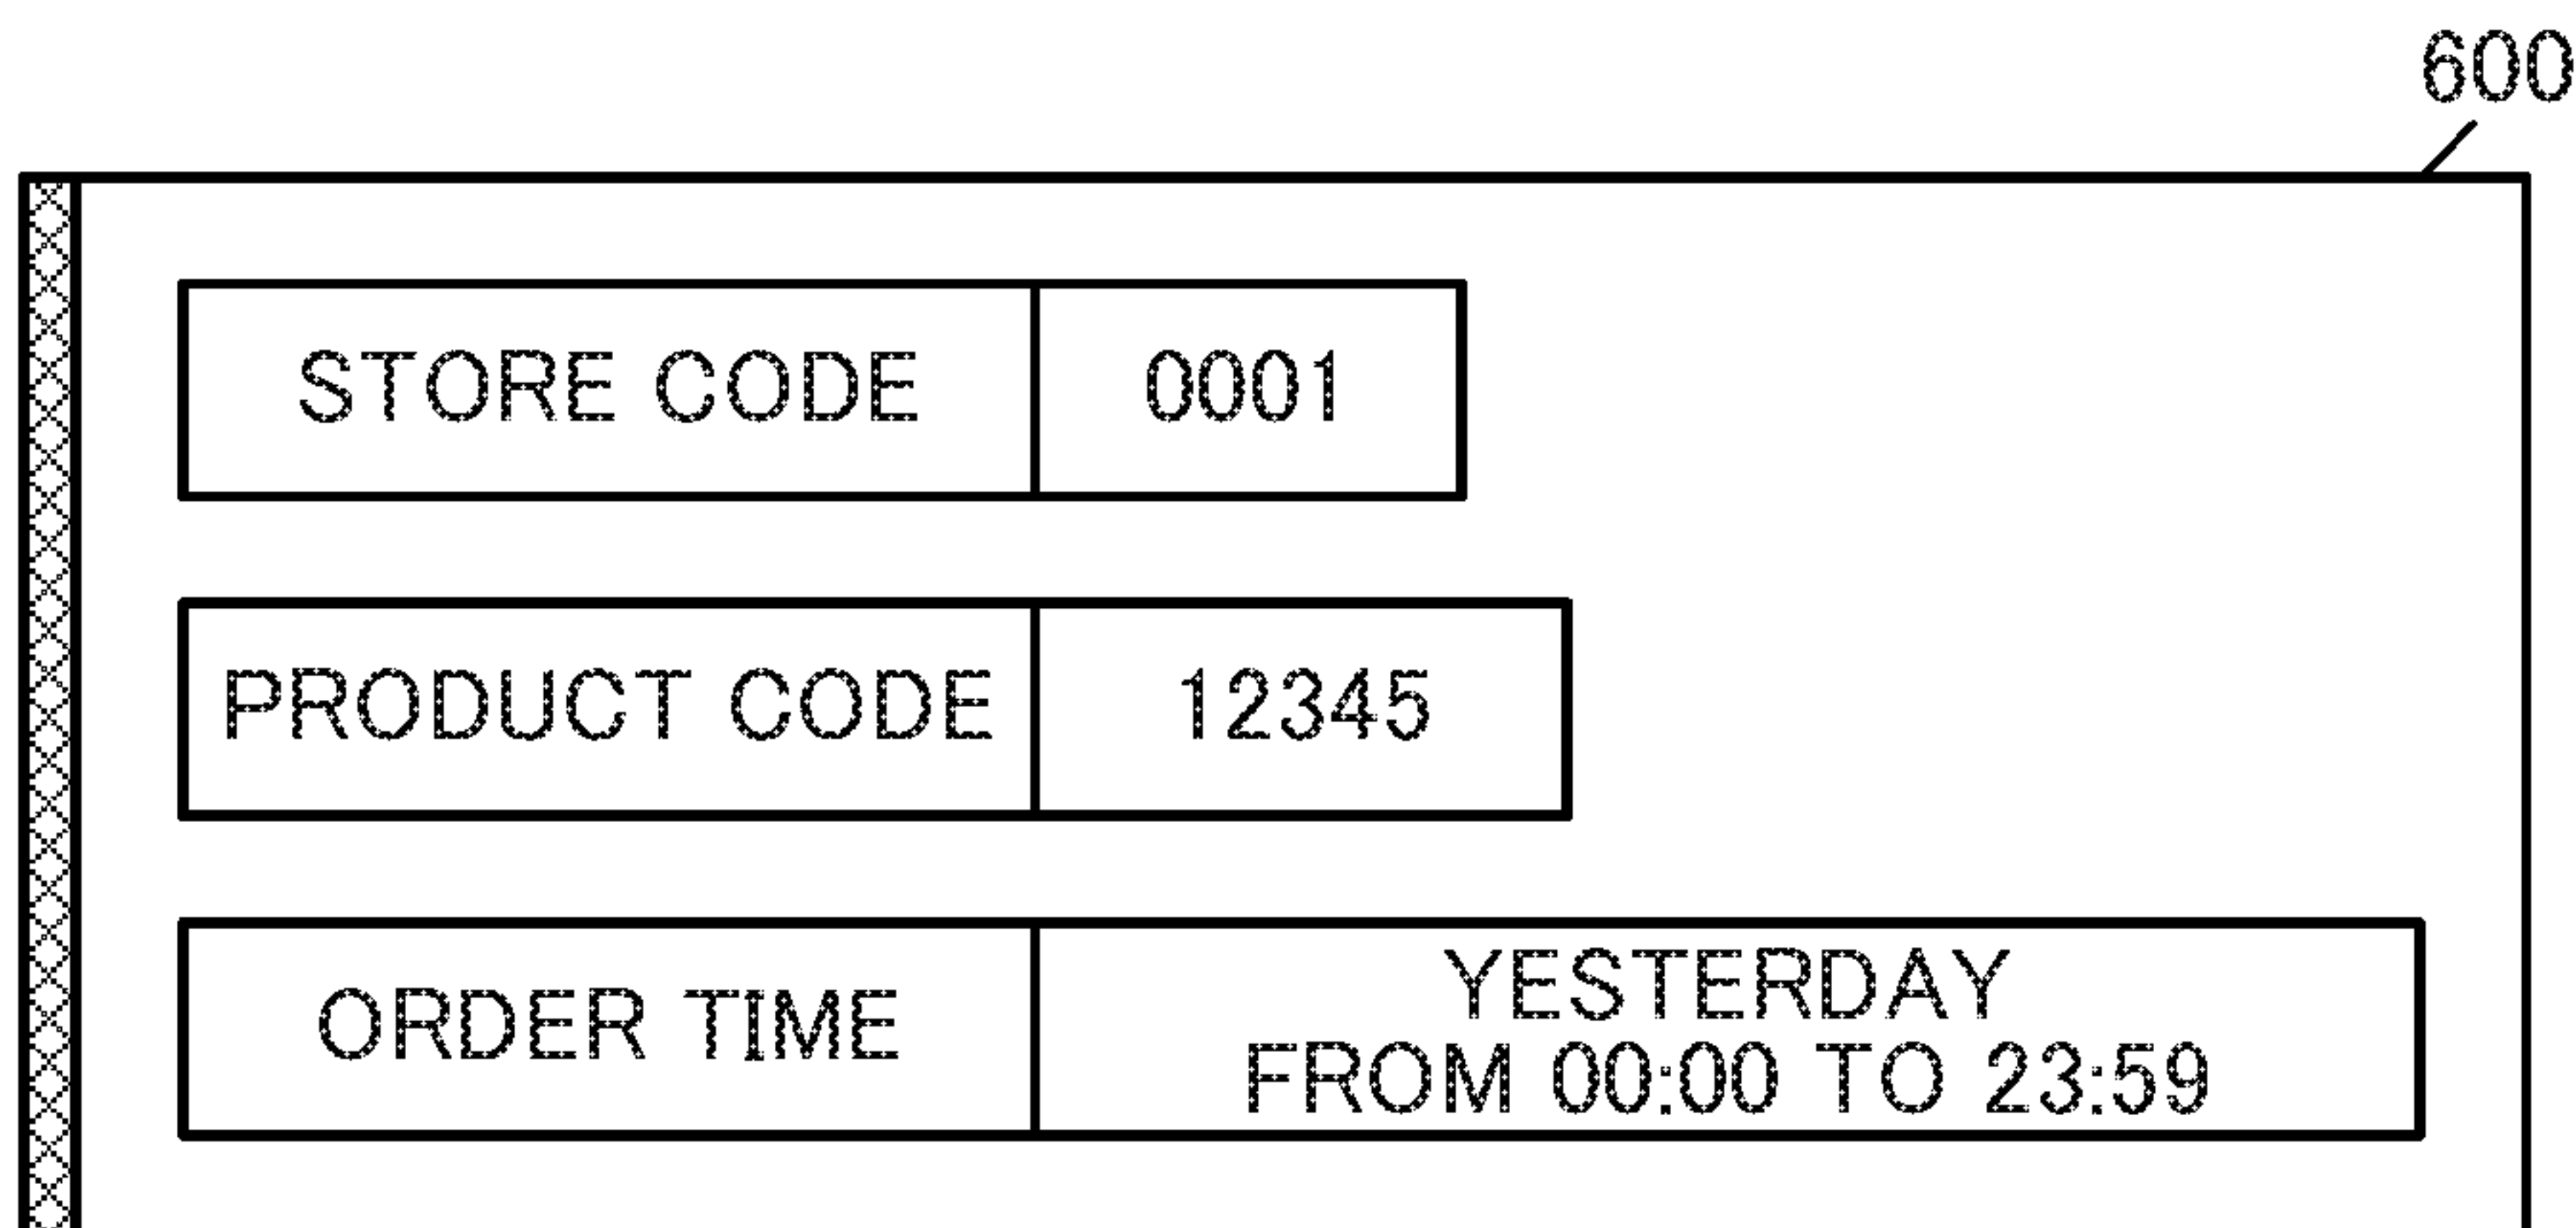 600
STORE CODE 0001
PRODUCT CODE 12345
ORDER TIME
YESTERDAY
FROM 00:00 TO 23:59